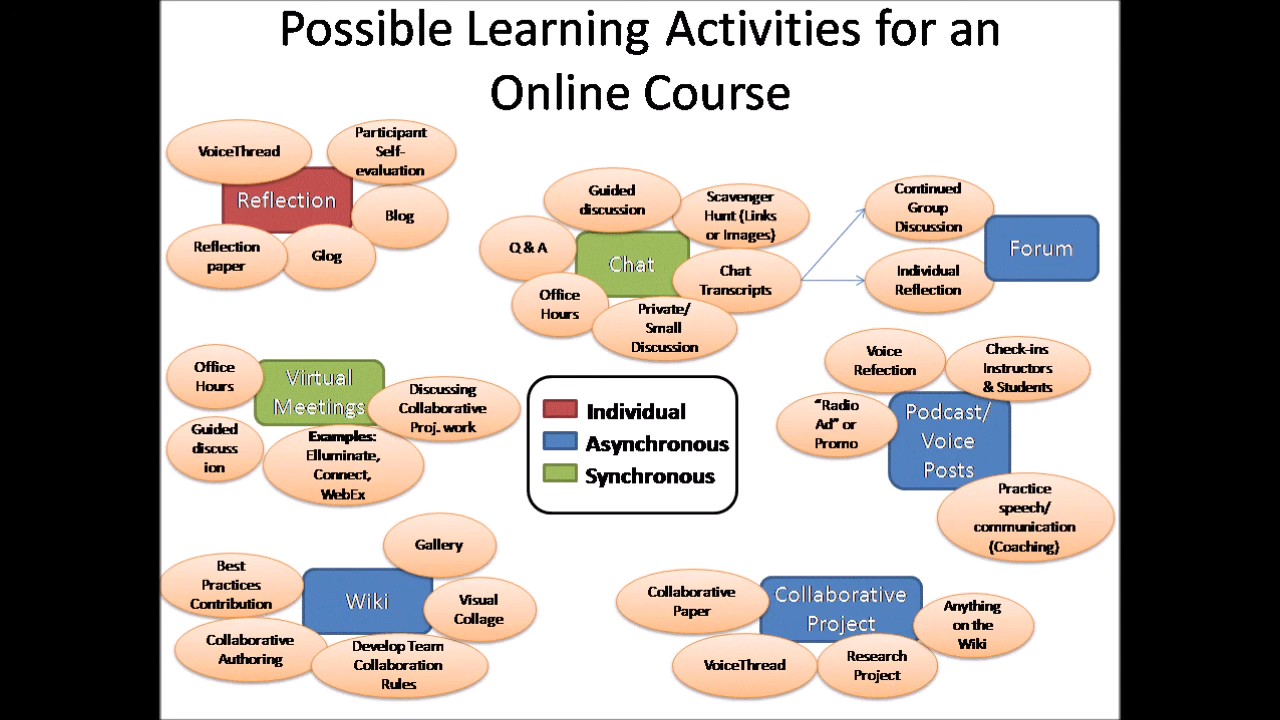 Possible Learning Activities for an
Online Course
VoiceThread
Participant
Self-
evaluation
Reflection
Blog
Reflection
paper
Glog
Guided
discussion
Scavenger
Hunt (Links
or Images)
Q & A
Chat
Chat
Transcripts
Office
Hours
Private/
Small
Discussion
Continued
Group
Discussion
Forum
Individual
Reflection
Office
Hours
Viirtual
Meetings
Discussing
Collaborative
Proj. work
Guided
discuss
ion
Examples:
Elluminate,
Connect,
WebEx
Individual
Asynchronous
Synchronous
Voice
Refection
Check-ins
Instructors
& Students
"Radio
Ad" or
Promo
Podcast/
Voice
Posts
Practice
speech/
communication
(Coaching)
Gallery
Best
Practices
Contribution
Wiki
Visual
Collage
Collaborative
Authoring
Develop Team
Collaboration
Rules
Collaborative
Paper
Collaborative
Project
Anything
on the
Wiki
VoiceThread
Research
Project